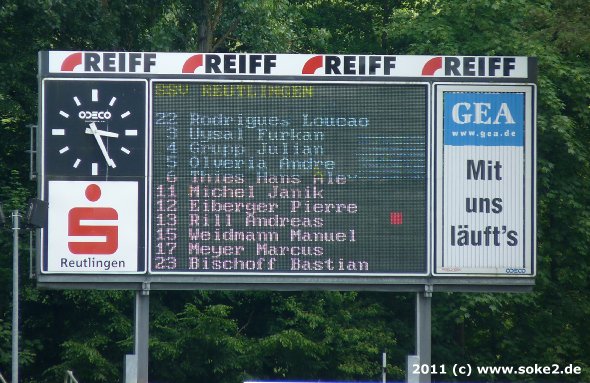 REIFF REIFF REIFF REIFF
ODECO
SSV REUTLINGEN
22 Rodrigues Loucao
3 Uysal Furkan
4 Grupp Julian
5 Olveria Andre
6 Thies Hans Ale
11 Michel Janik
12 Eiberger Pierre
13 Rill Andreas
15 Weidmann Manuel
17 Meyer Marcus
23 Bischoff Bastian
S
Reutlingen
GEA
www.gea.de
Mit
uns
läuft's
ODECO
2011 (c) www.soke2.de